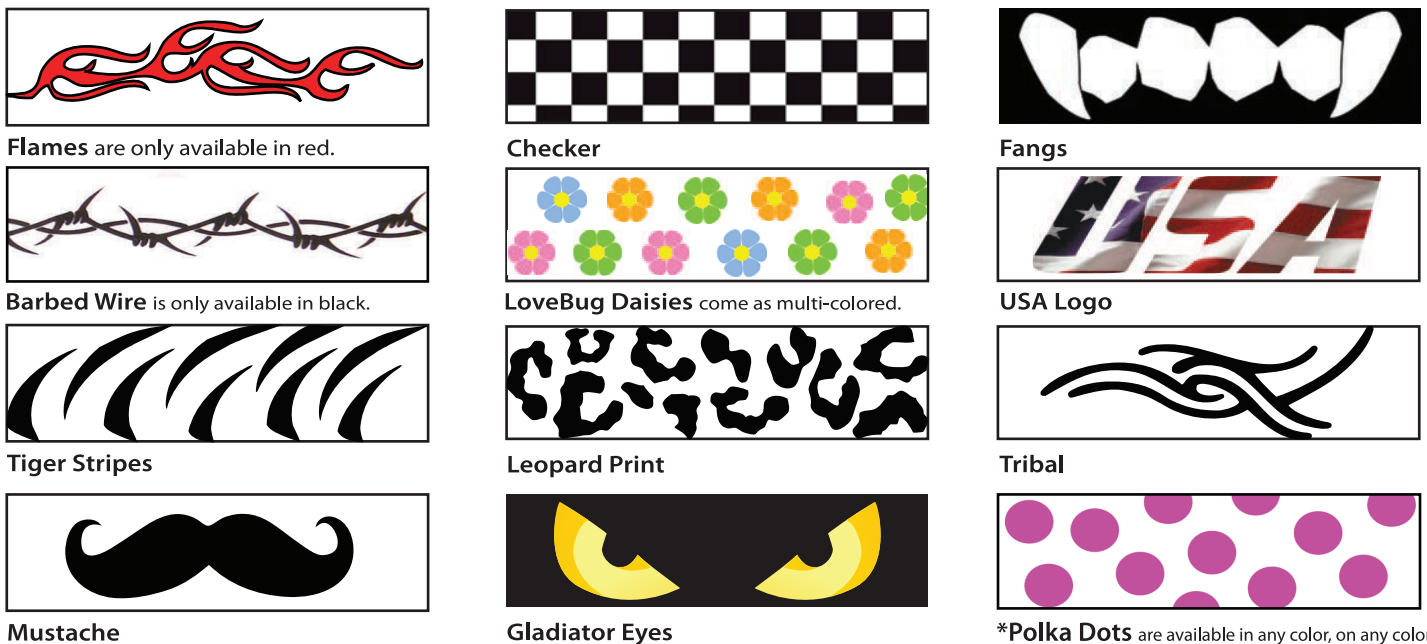 Flames are only available in red.
Checker
Fangs
Barbed Wire is only available in black.
LoveBug Daisies come as multi-colored.
USA
USA Logo
Tiger Stripes
Leopard Print
Tribal
Mustache
Gladiator Eyes
*Polka Dots are available in any color, on any colo